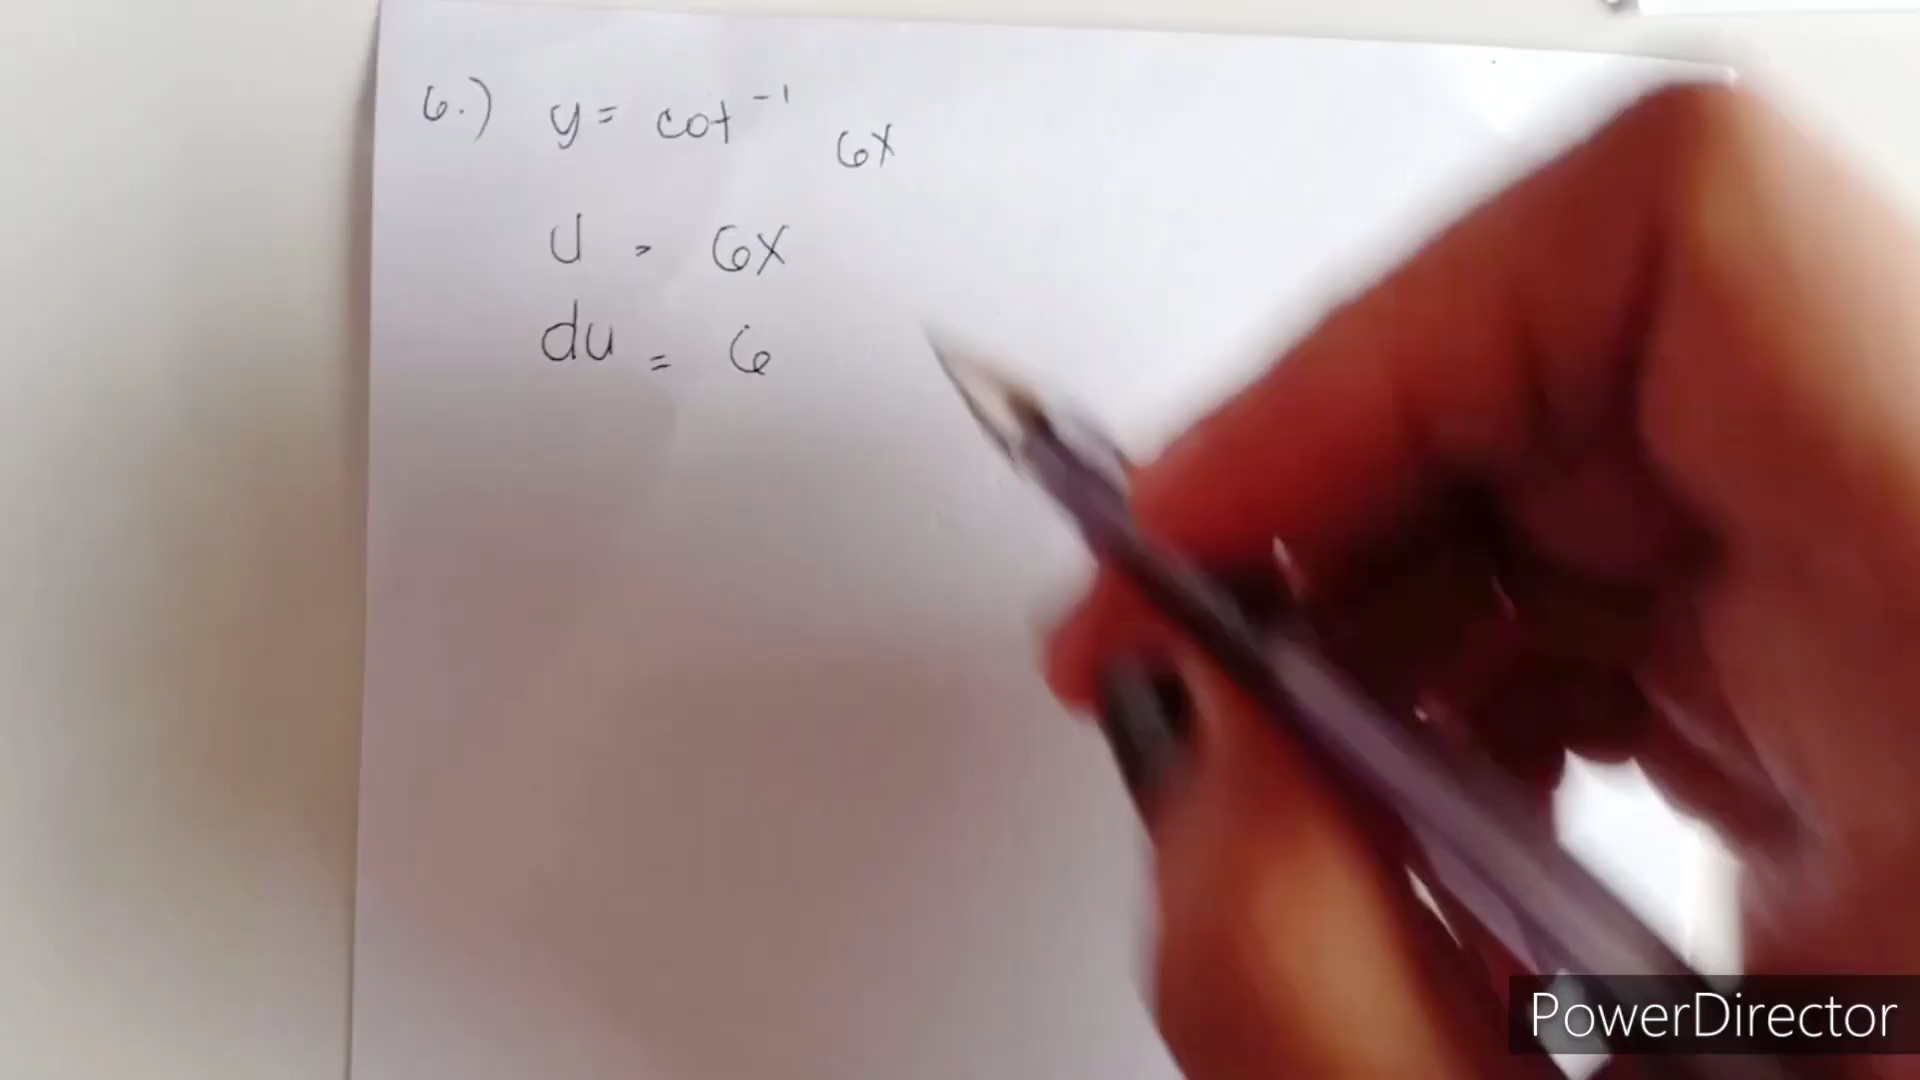 6.) y = cot⁻¹ 6x
u = 6x
du = 6
PowerDirector